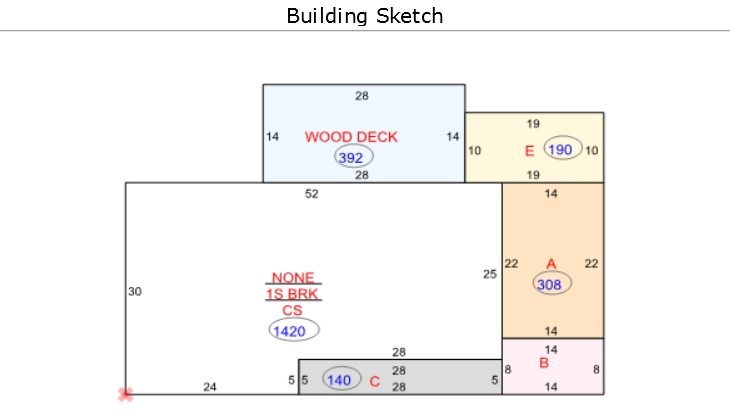 Building Sketch
28
14 WOOD DECK 14
392
28
19
10 E 190 10
19
52
14
30
25
22 A 22
308
14
NONE
1S BRK
CS
1420
28
14
B
8 8
14
28
5 5 140 C 5
28
24